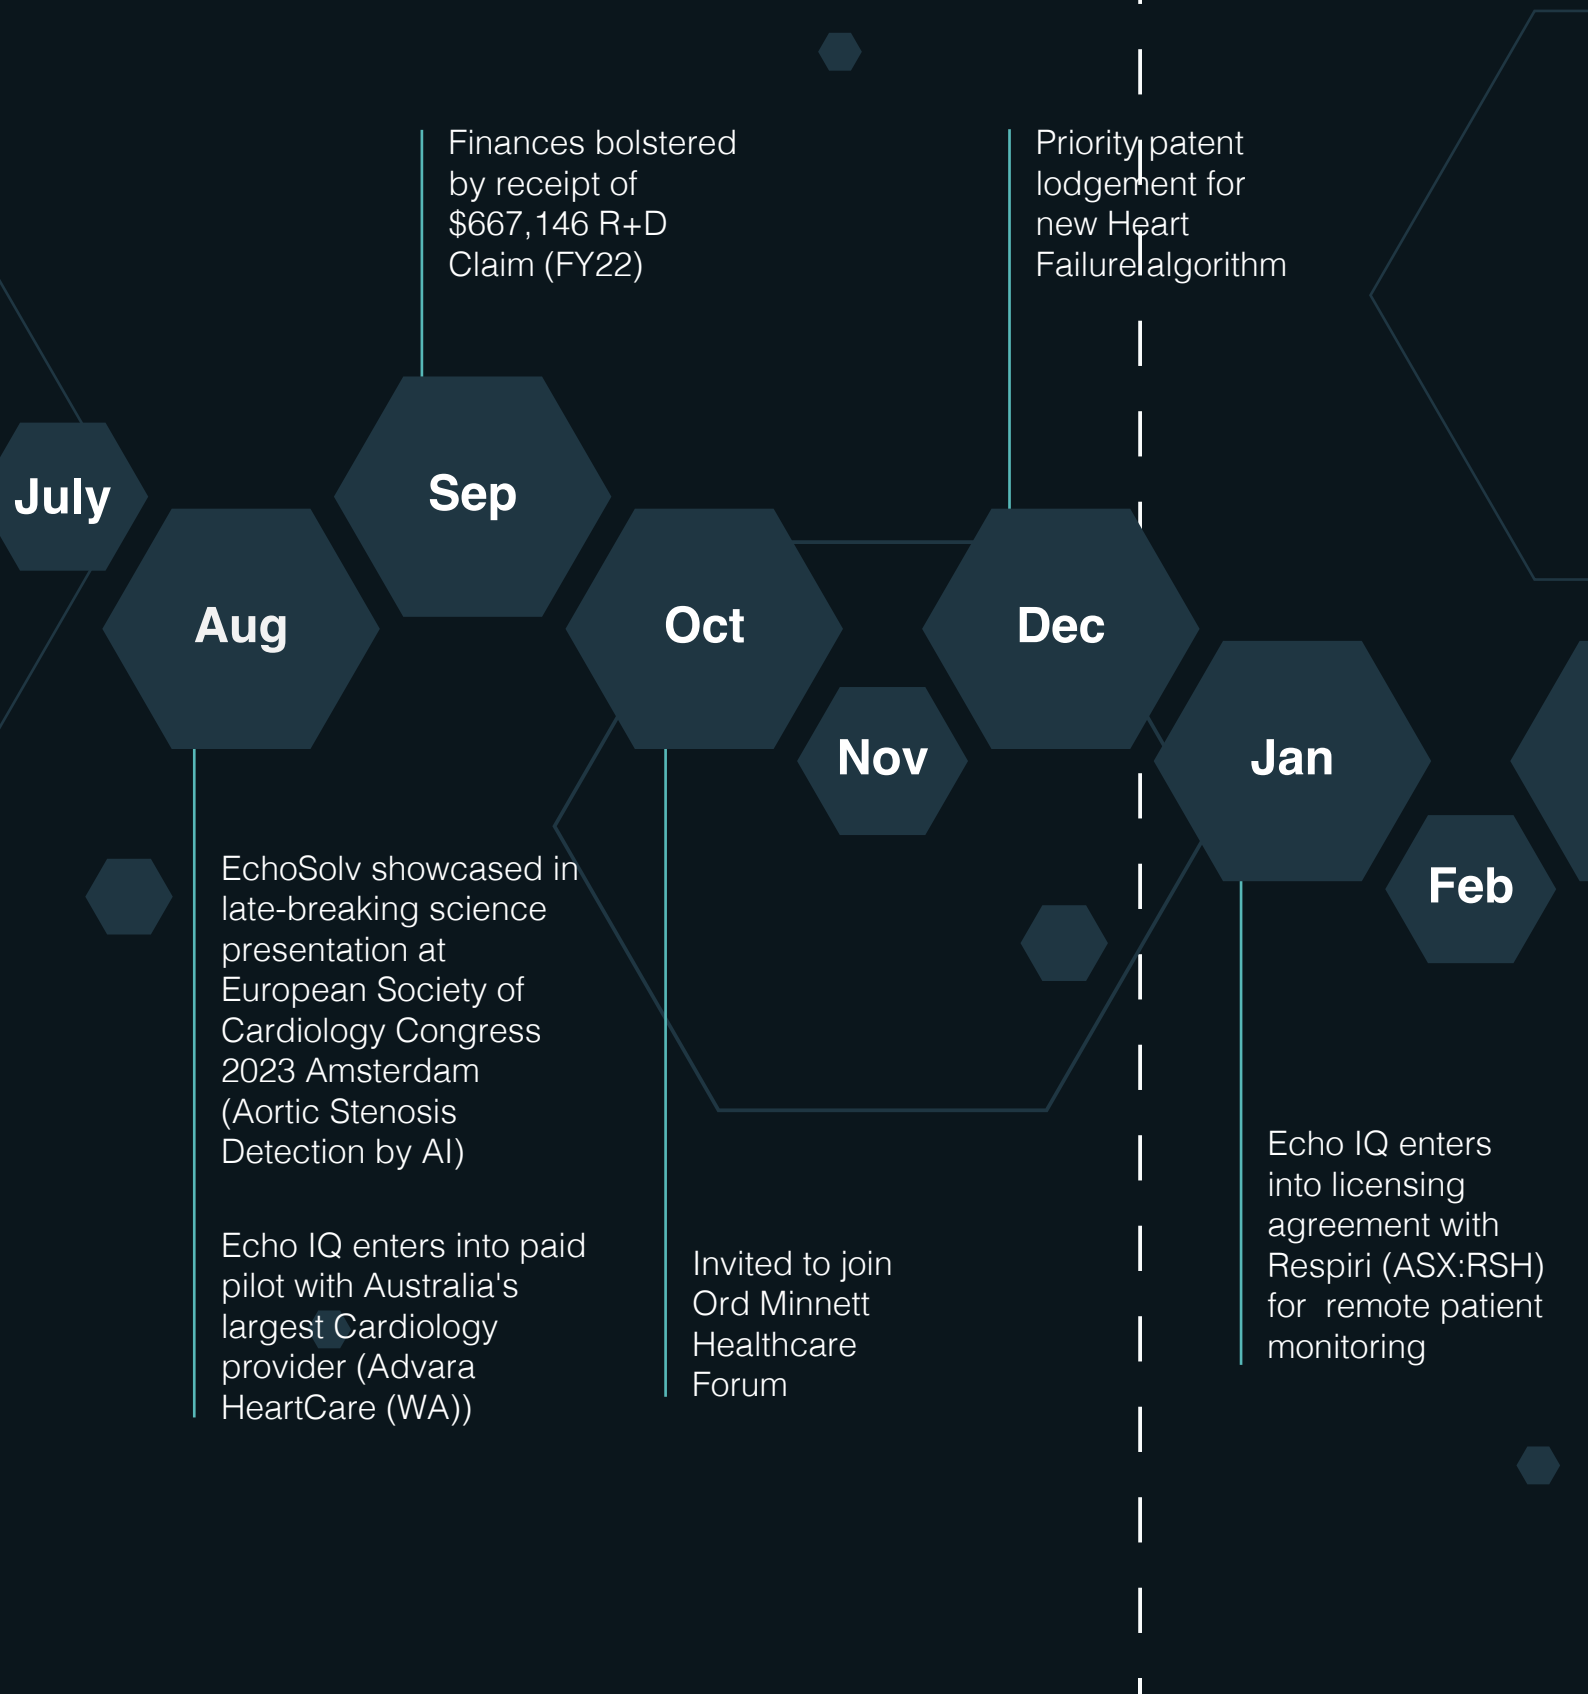 Finances bolstered
by receipt of
$667,146 R+D
Claim (FY22)
Priority patent
lodgement for
new Heart
Failure algorithm
July
Aug
Sep
Oct
Nov
Dec
Jan
Feb
EchoSolv showcased in
late-breaking science
presentation at
European Society of
Cardiology Congress
2023 Amsterdam
(Aortic Stenosis
Detection by AI)
Echo IQ enters into paid
pilot with Australia's
largest Cardiology
provider (Advara
HeartCare (WA))
Invited to join
Ord Minnett
Healthcare
Forum
Echo IQ enters
into licensing
agreement with
Respiri (ASX:RSH)
for  remote patient
monitoring